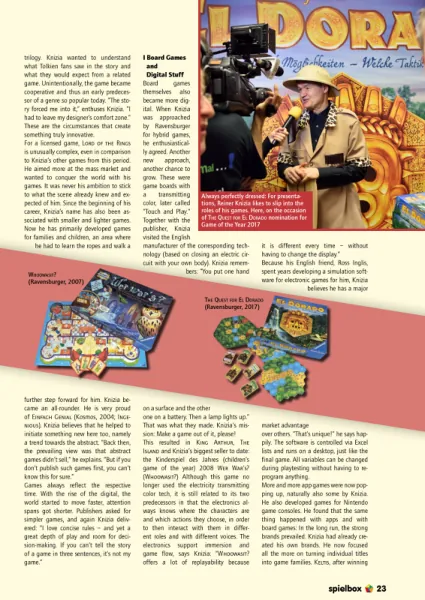 trilogy. Knizia wanted to understand
what Tolkien fans saw in the story and
what they would expect from a related
game. Unintentionally, the game became
cooperative and thus an early predeces-
sor of a genre so popular today. "The sto-
ry forced me into it," enthuses Knizia. "I
had to leave my designer's comfort zone."
These are the circumstances that create
something truly innovative.
For a licensed game, LORD OF THE RINGS
is unusually complex, even in comparison
to Knizia's other games from this period.
He aimed more at the mass market and
wanted to conquer the world with his
games. It was never his ambition to stick
to what the scene already knew and ex-
pected of him. Since the beginning of his
career, Knizia's name has also been as-
sociated with smaller and lighter games.
Now he has primarily developed games
for families and children, an area where
he had to learn the ropes and walk a
WHOOWASIT?
(Ravensburger, 2007)
further step forward for him. Knizia be-
came an all-rounder. He is very proud
of EINFACH GENIAL (Kosmos, 2004; INGE-
NIOUS). Knizia believes that he helped to
initiate something new here too, namely
a trend towards the abstract. "Back then,
the prevailing view was that abstract
games didn't sell," he explains. "But if you
don't publish such games first, you can't
know this for sure."
Games always reflect the respective
time. With the rise of the digital, the
world started to move faster, attention
spans got shorter. Publishers asked for
simpler games, and again Knizia deliv-
ered: "I love concise rules – and yet a
great depth of play and room for deci-
sion-making. If you can't tell the story
of a game in three sentences, it's not my
game."
I Board Games
and
Digital Stuff
Board games
themselves also
became more dig-
ital. When Knizia
was approached
by Ravensburger
for hybrid games,
he enthusiastical-
ly agreed. Another
new approach,
another chance to
grow. These were
game boards with
a transmitting
color, later called
"Touch and Play."
Together with the
publisher, Knizia
visited the English
manufacturer of the corresponding tech-
nology (based on closing an electric cir-
cuit with your own body). Knizia remem-
bers. "You put one hand
on a surface and the other
one on a battery. Then a lamp lights up."
That was what they made, Knizia's mis-
sion: Make a game out of it, please!
This resulted in KING ARTHUR, THE
ISLAND and Knizia's biggest seller to date:
the Kinderspiel des Jahres (children's
game of the year) 2008 WER WAR'S?
(WHOOWASIT?) Although this game no
longer used the electricity transmitting
color tech, it is still related to its two
predecessors in that the electronics al-
ways knows where the characters are
and which actions they choose, in order
to then interact with them in differ-
ent roles and with different voices. The
electronics support immersion and
game flow, says Knizia: "WHOOWASIT?
offers a lot of replayability because
EL DORADO
Möglichkeiten – Welche Taktik
Always perfectly dressed: For presenta-
tions, Reiner Knizia likes to slip into the
roles of his games. Here, on the occasion
of THE QUEST FOR EL DORADO nomination for
Game of the Year 2017
it is different every time – without
having to change the display."
Because his English friend, Ross Inglo,
spent years developing a simulation soft-
ware for electronic games for him, Knizia
believes he has a major
THE QUEST FOR EL DORADO
(Ravensburger, 2017)
EL DORADO
market advantage
over others. "That's unique!" he says hap-
pily. The software is controlled via Excel
lists and runs on a desktop, just like the
final game. All variables can be changed
during playtesting without having to re-
program anything.
More and more app games were now pop-
ping up, naturally also some by Knizia.
He also developed games for Nintendo
game consoles. He found that the same
thing happened with apps and with
board games: In the long run, the strong
brands prevailed. Knizia had already cre-
ated his own brands. He now focused
all the more on turning individual titles
into game families. KELTIS, after winning
spielbox 23